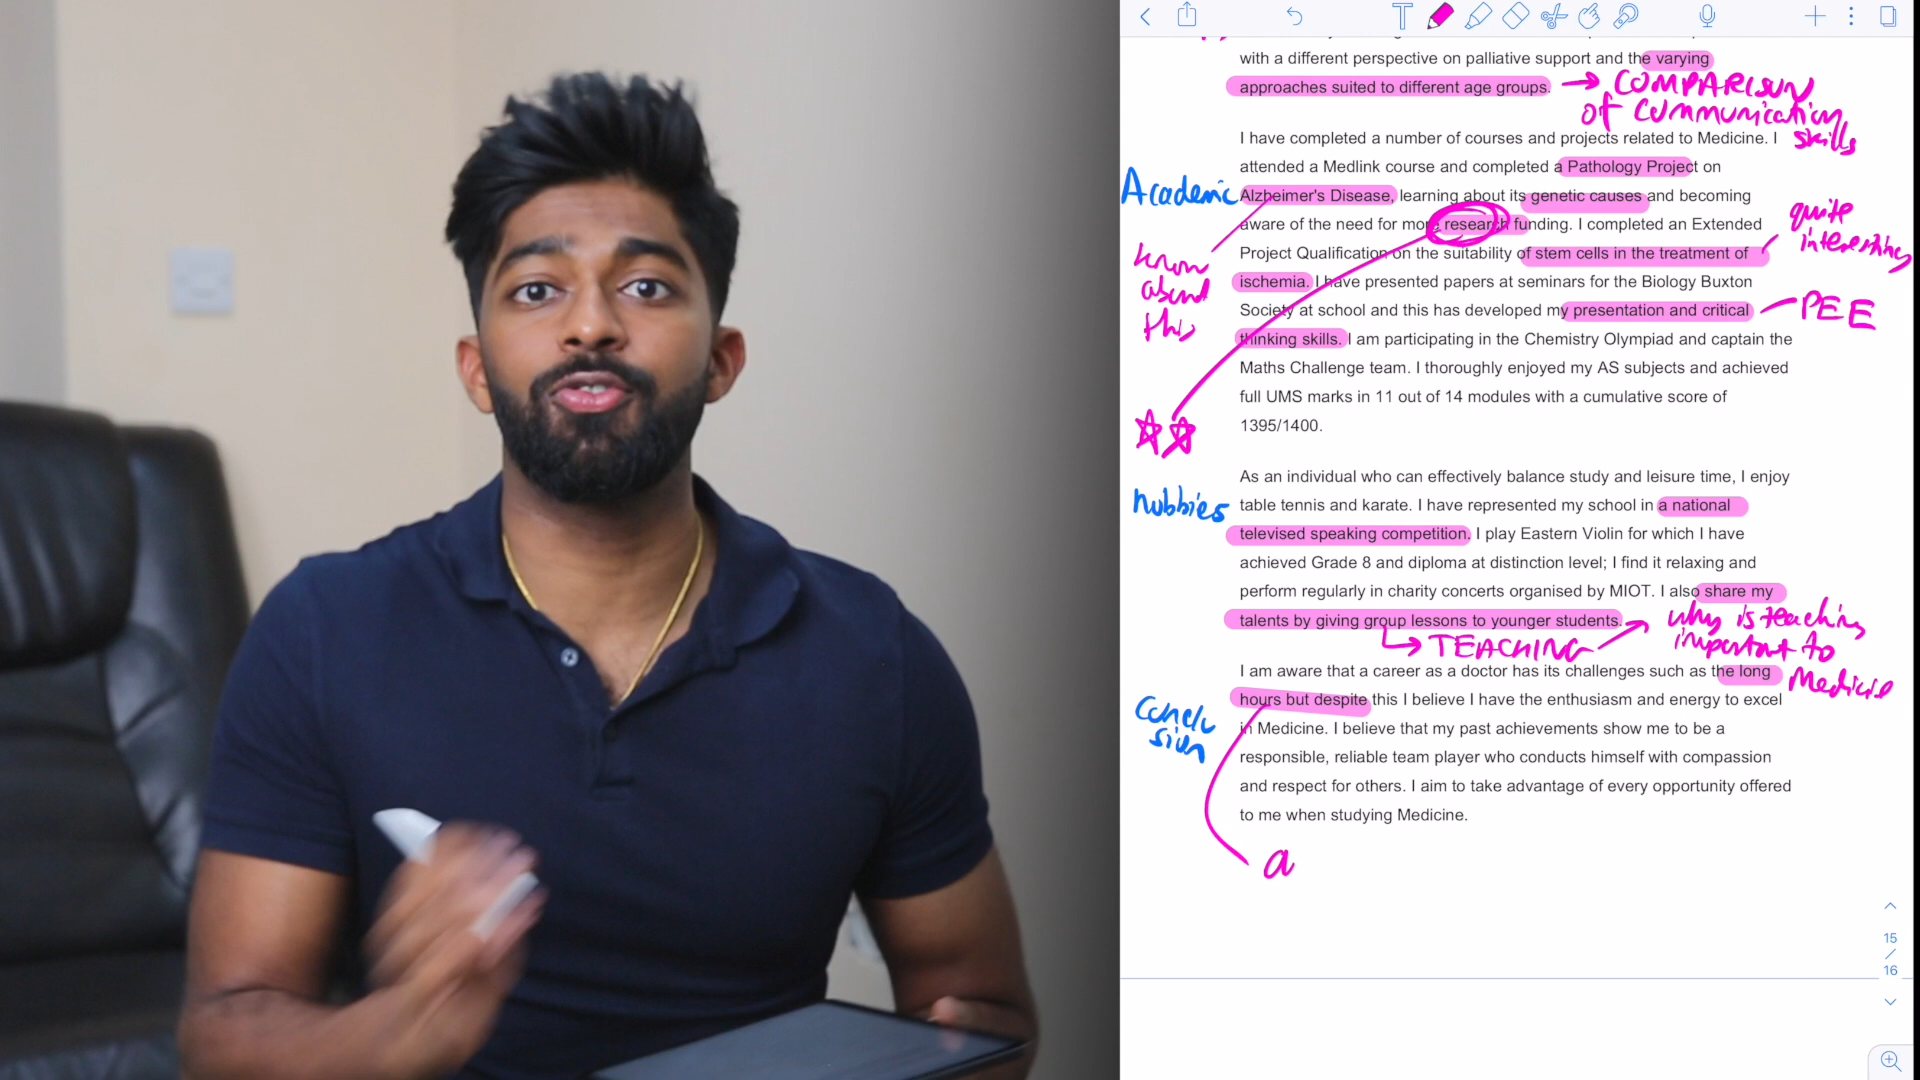 with a different perspective on palliative support and the varying
approaches suited to different age groups.
→ COMPARISON
of communication
skills
Academic
I have completed a number of courses and projects related to Medicine. I
attended a Medlink course and completed a Pathology Project on
Alzheimer's Disease, learning about its genetic causes and becoming
aware of the need for more research funding. I completed an Extended
Project Qualification on the suitability of stem cells in the treatment of
ischemia. I have presented papers at seminars for the Biology Buxton
Society at school and this has developed my presentation and critical
thinking skills. I am participating in the Chemistry Olympiad and captain the
Maths Challenge team. I thoroughly enjoyed my AS subjects and achieved
full UMS marks in 11 out of 14 modules with a cumulative score of
1395/1400.
know
about
this
quite
interesting
PEE
hobbies
As an individual who can effectively balance study and leisure time, I enjoy
table tennis and karate. I have represented my school in a national
televised speaking competition. I play Eastern Violin for which I have
achieved Grade 8 and diploma at distinction level; I find it relaxing and
perform regularly in charity concerts organised by MIOT. I also share my
talents by giving group lessons to younger students.
TEACHING
why is teaching
important to
Medicine
Conclu
sion
I am aware that a career as a doctor has its challenges such as the long
hours but despite this I believe I have the enthusiasm and energy to excel
in Medicine. I believe that my past achievements show me to be a
responsible, reliable team player who conducts himself with compassion
and respect for others. I aim to take advantage of every opportunity offered
to me when studying Medicine.
a
15
/
16